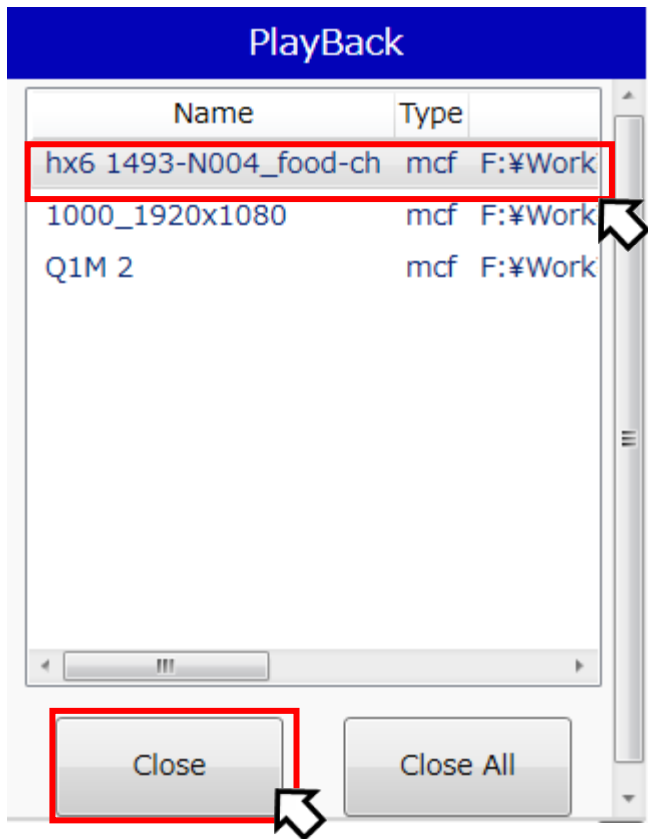 PlayBack
Name Type
hx6 1493-N004_food-ch mcf F:¥Work
1000_1920x1080 mcf F:¥Work
Q1M 2 mcf F:¥Work
Close Close All